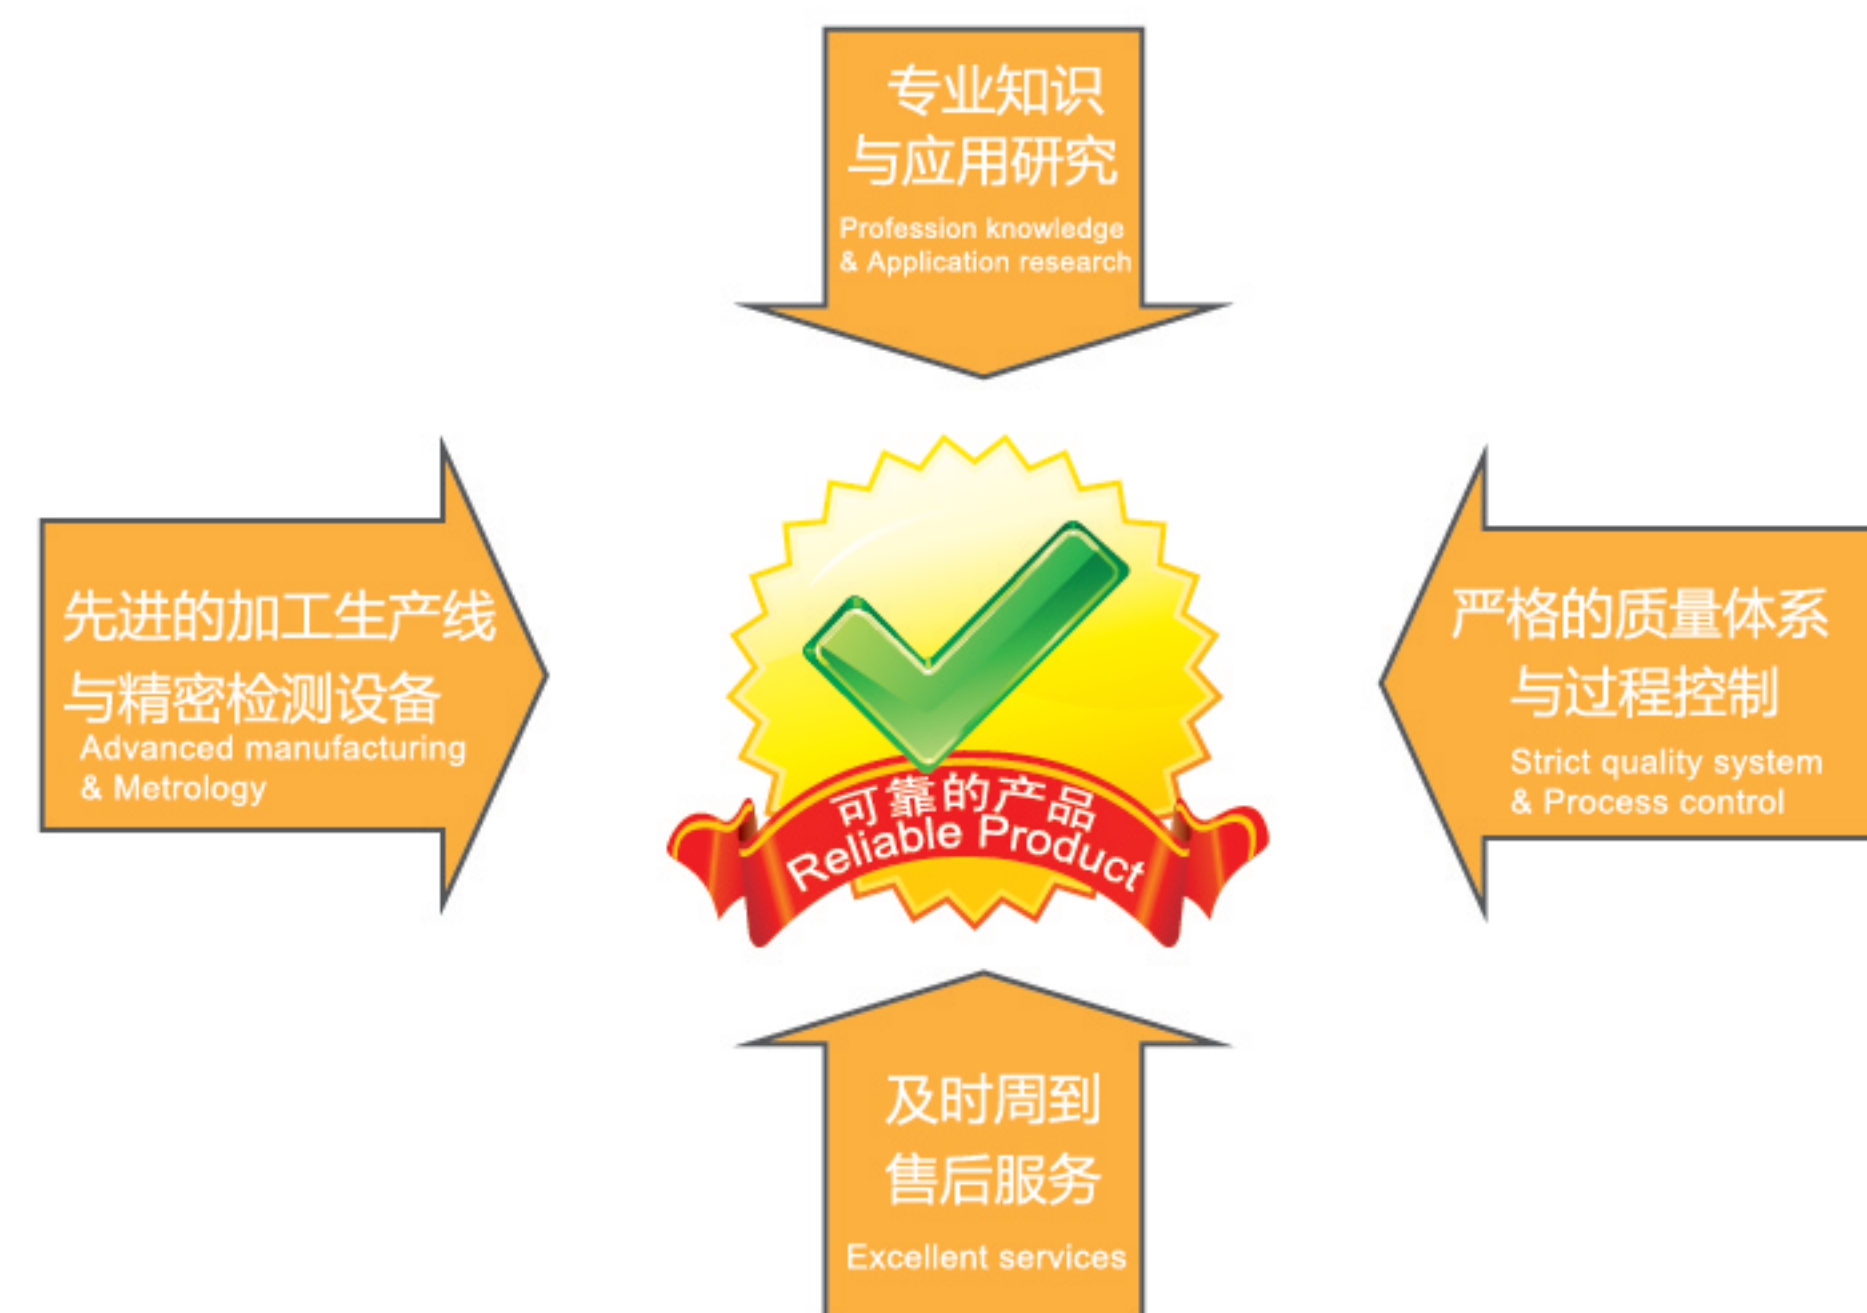 专业知识
与应用研究
Profession knowledge
& Application research
先进的加工生产线
与精密检测设备
Advanced manufacturing
& Metrology
可靠的产品
Reliable Product
严格的质量体系
与过程控制
Strict quality system
& Process control
及时周到
售后服务
Excellent services